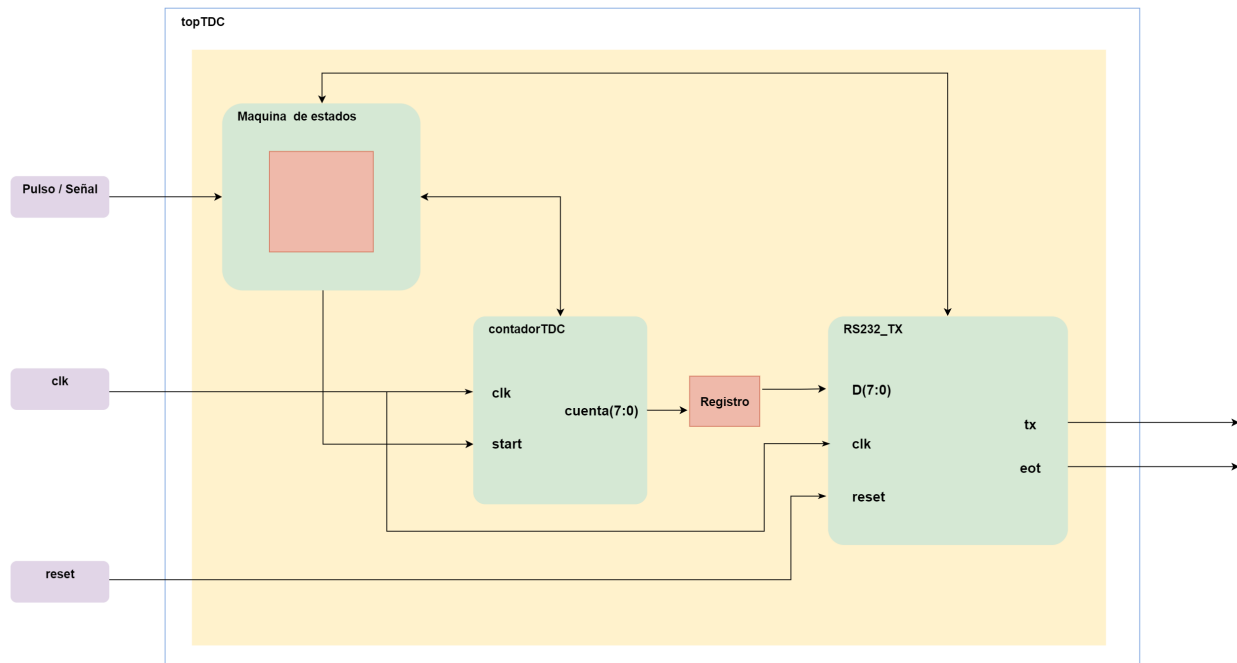 topTDC
Maquina de estados
Pulso / Señal
contadorTDC
RS232_TX
clk
clk
cuenta(7:0)
Registro
D(7:0)
start
clk
tx
eot
reset
reset